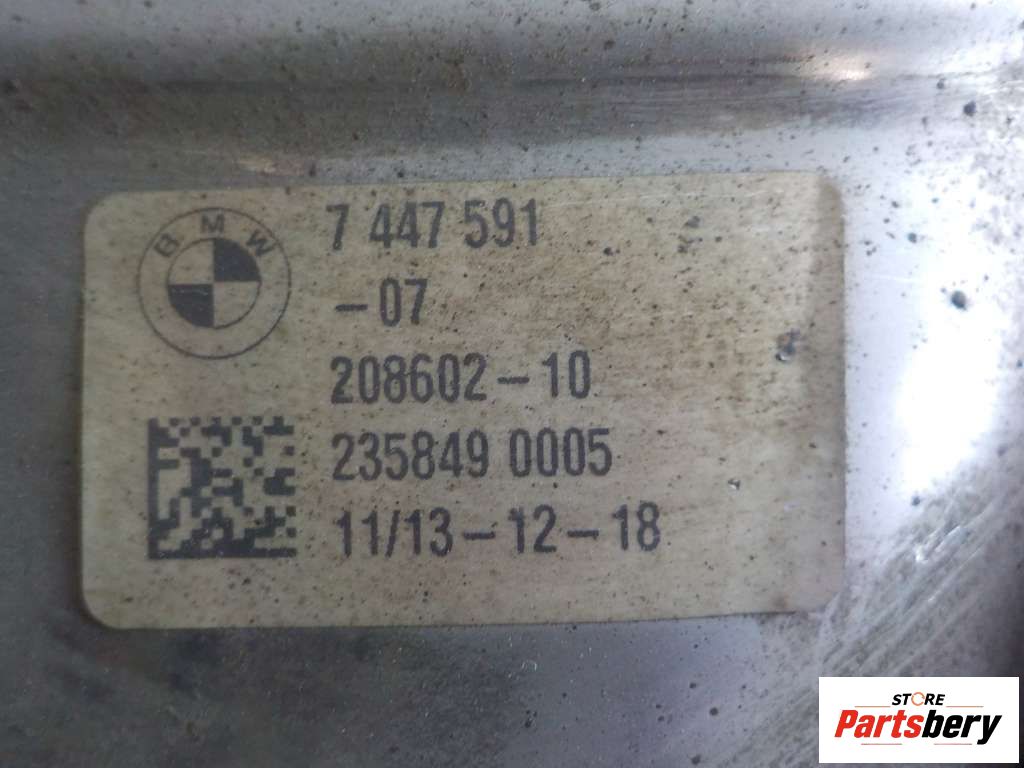 BMW
7 447 591
-07
208602-10
235849 0005
11/13-12-18
STORE
Partsbery